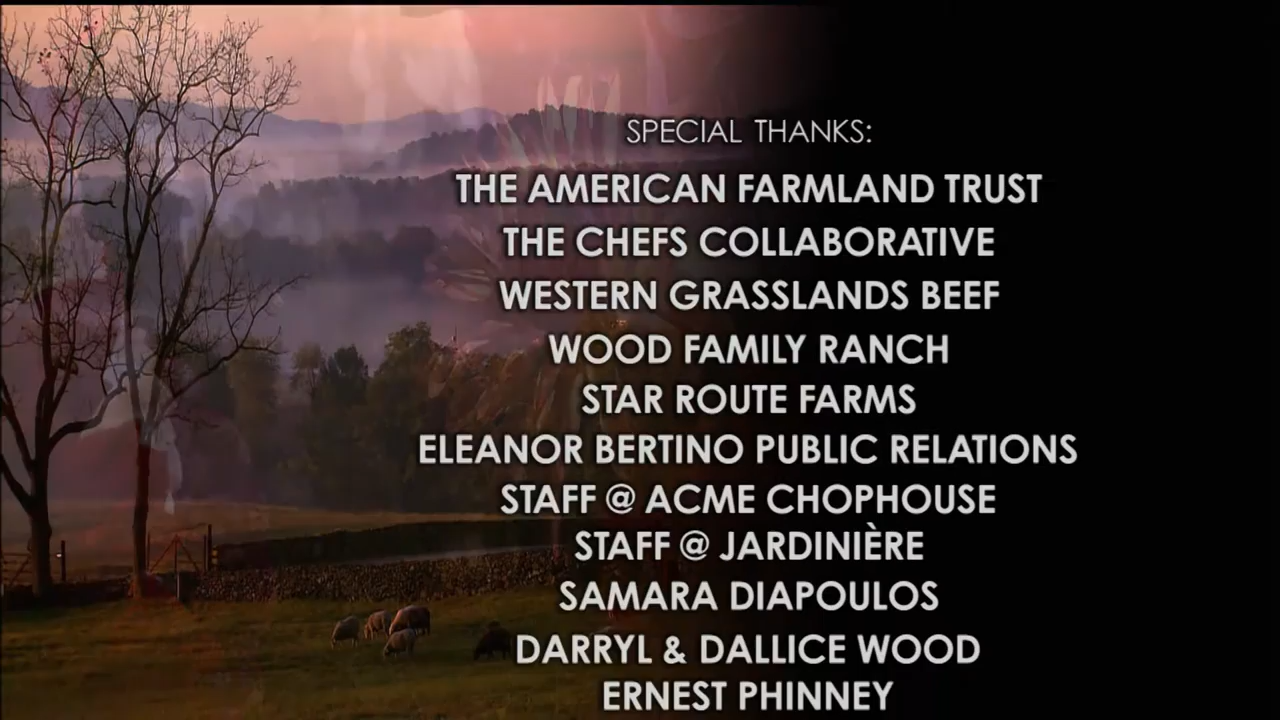 SPECIAL THANKS:
THE AMERICAN FARMLAND TRUST
THE CHEFS COLLABORATIVE
WESTERN GRASSLANDS BEEF
WOOD FAMILY RANCH
STAR ROUTE FARMS
ELEANOR BERTINO PUBLIC RELATIONS
STAFF @ ACME CHOPHOUSE
STAFF @ JARDINIÈRE
SAMARA DIAPOULOS
DARRYL & DALLICE WOOD
ERNEST PHINNEY